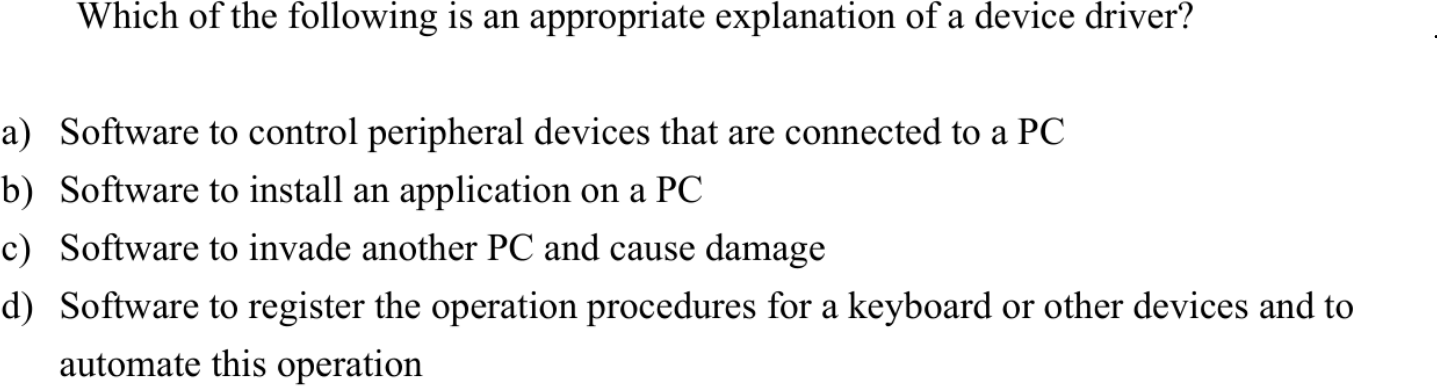 Which of the following is an appropriate explanation of a device driver?
a) Software to control peripheral devices that are connected to a PC
b) Software to install an application on a PC
c) Software to invade another PC and cause damage
d) Software to register the operation procedures for a keyboard or other devices and to
automate this operation